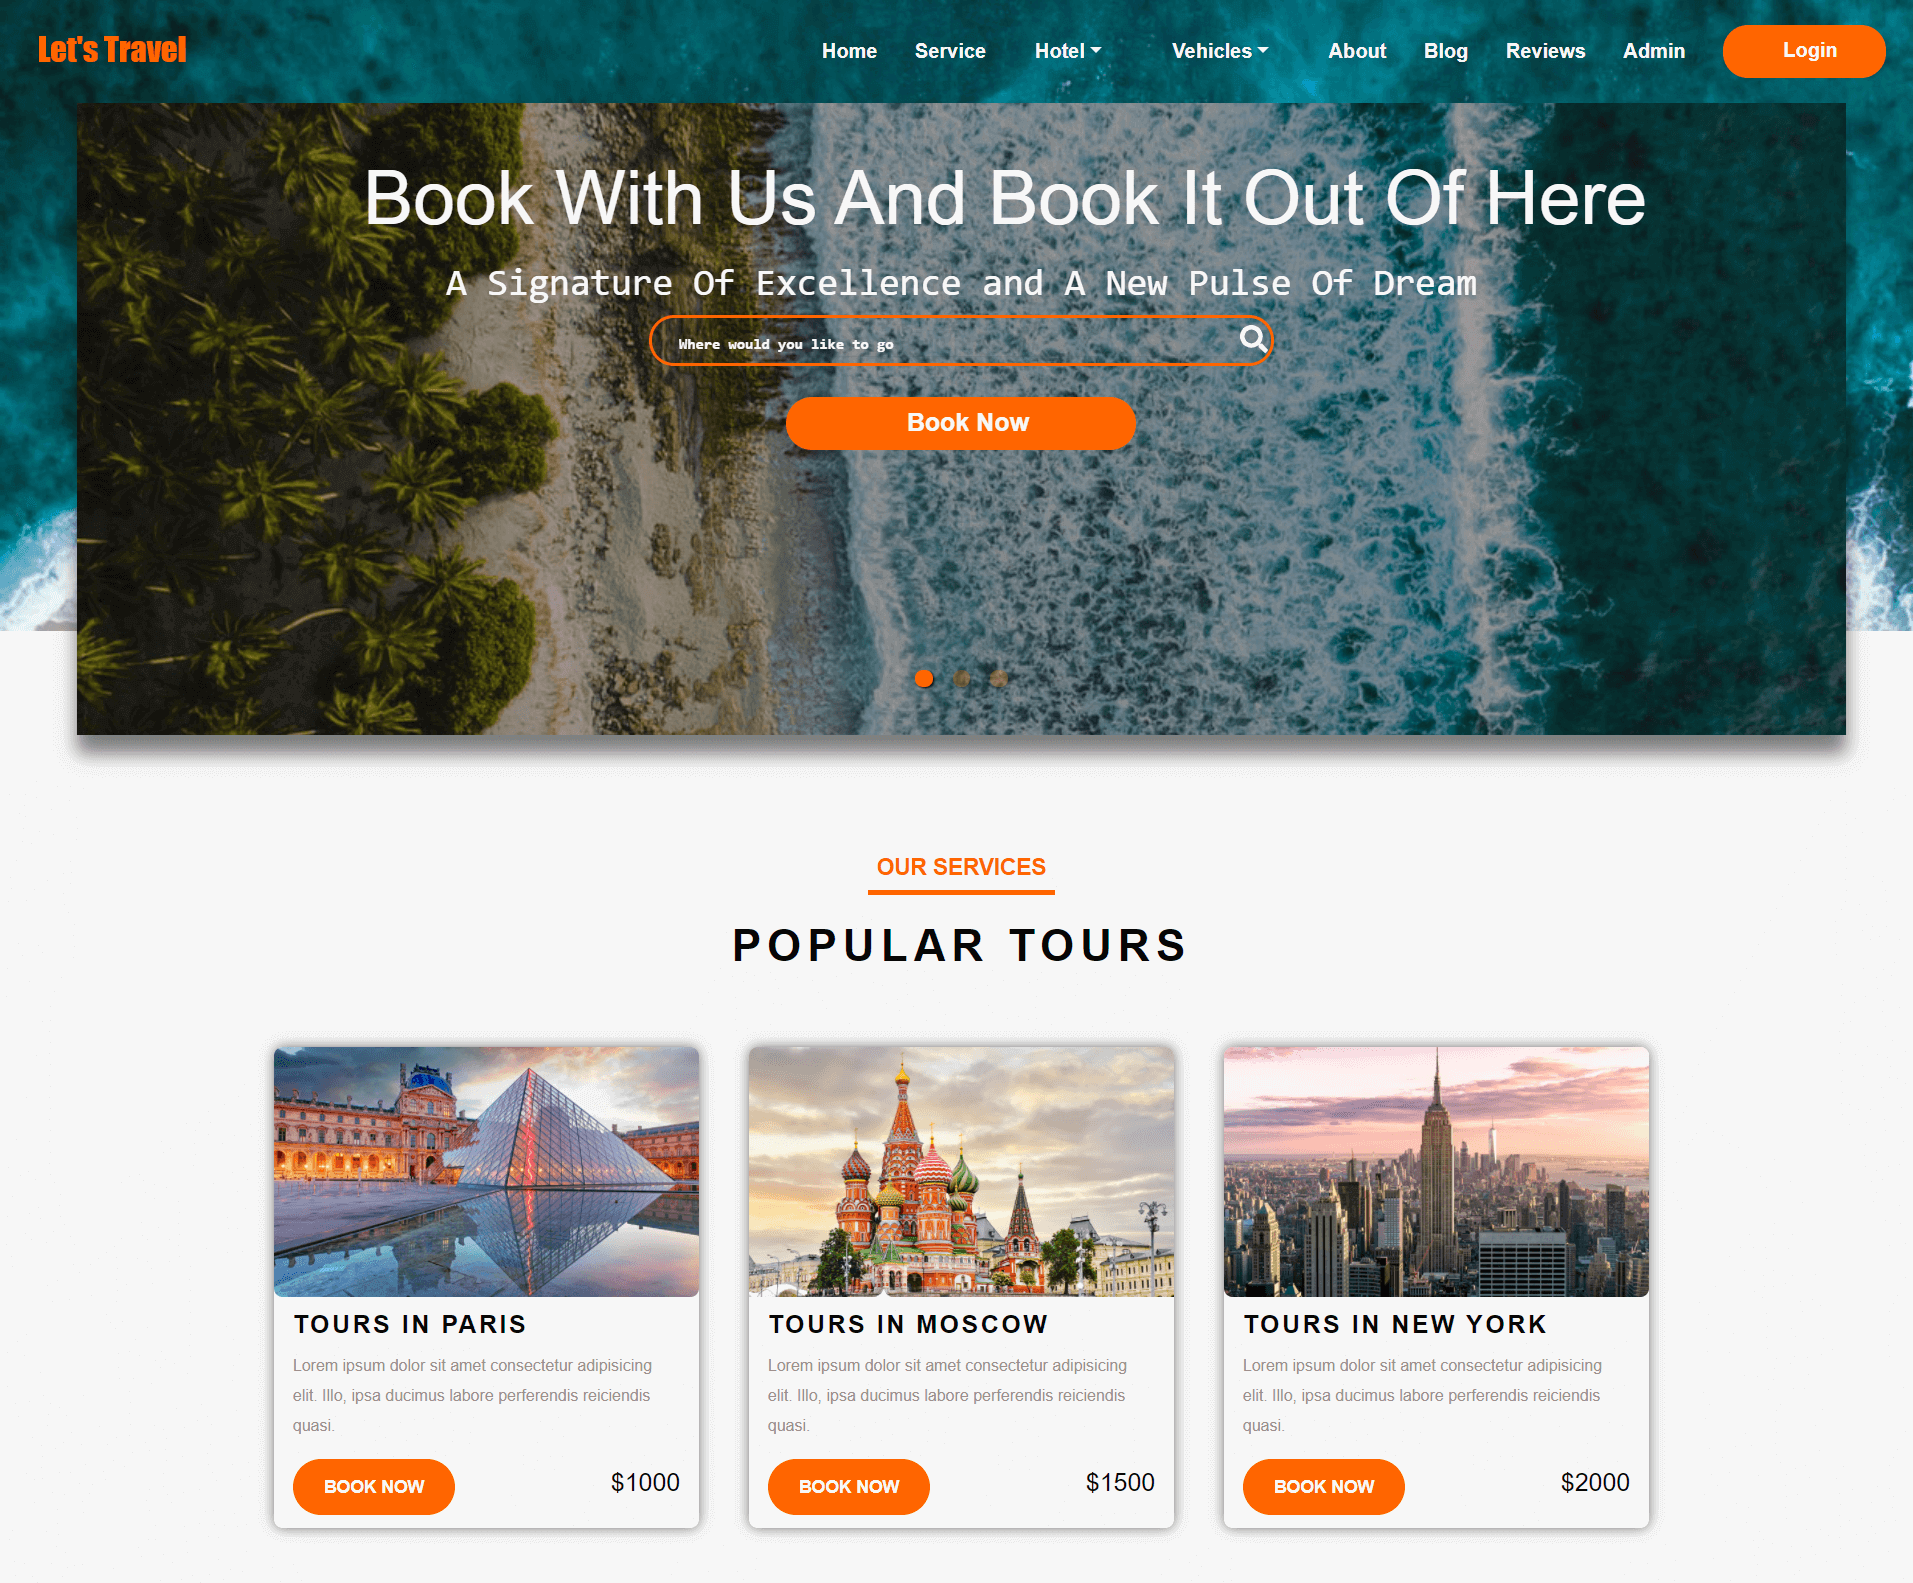 Let's Travel
Home Service Hotel Vehicles About Blog Reviews Admin Login
Book With Us And Book It Out Of Here
A Signature Of Excellence and A New Pulse Of Dream
Where would you like to go
Book Now
OUR SERVICES
POPULAR TOURS
TOURS IN PARIS
Lorem ipsum dolor sit amet consectetur adipisicing
elit. Illo, ipsa ducimus labore perferendis reiciendis
quasi.
BOOK NOW $1000
TOURS IN MOSCOW
Lorem ipsum dolor sit amet consectetur adipisicing
elit. Illo, ipsa ducimus labore perferendis reiciendis
quasi.
BOOK NOW $1500
TOURS IN NEW YORK
Lorem ipsum dolor sit amet consectetur adipisicing
elit. Illo, ipsa ducimus labore perferendis reiciendis
quasi.
BOOK NOW $2000